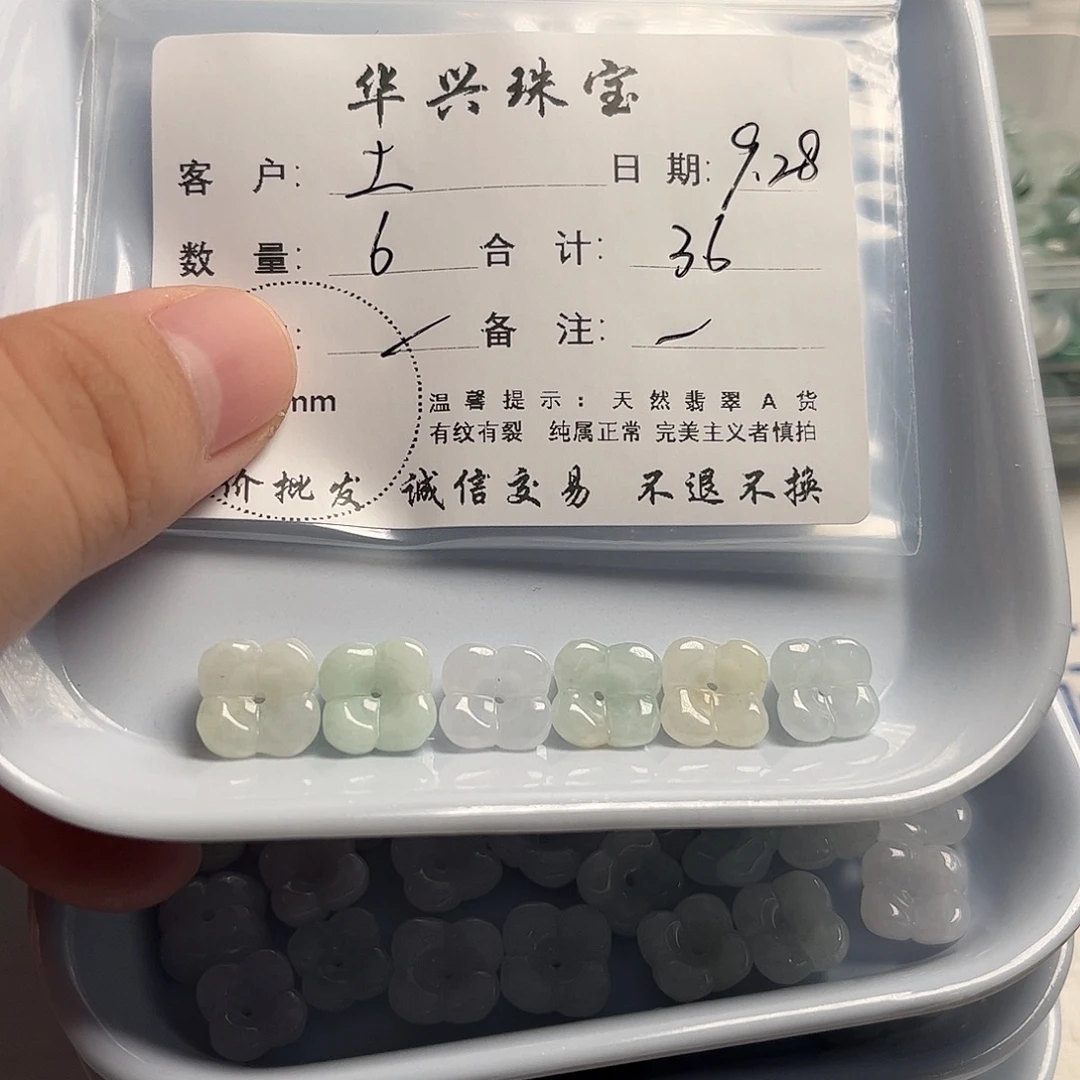 华兴珠宝
客 户: 土 日 期: 9.28
数 量: 6 合 计: 36
: / 备 注: -
mm
温馨提示: 天然翡翠A货
有纹有裂 纯属正常 完美主义者慎拍
价批发 诚信交易 不退不换